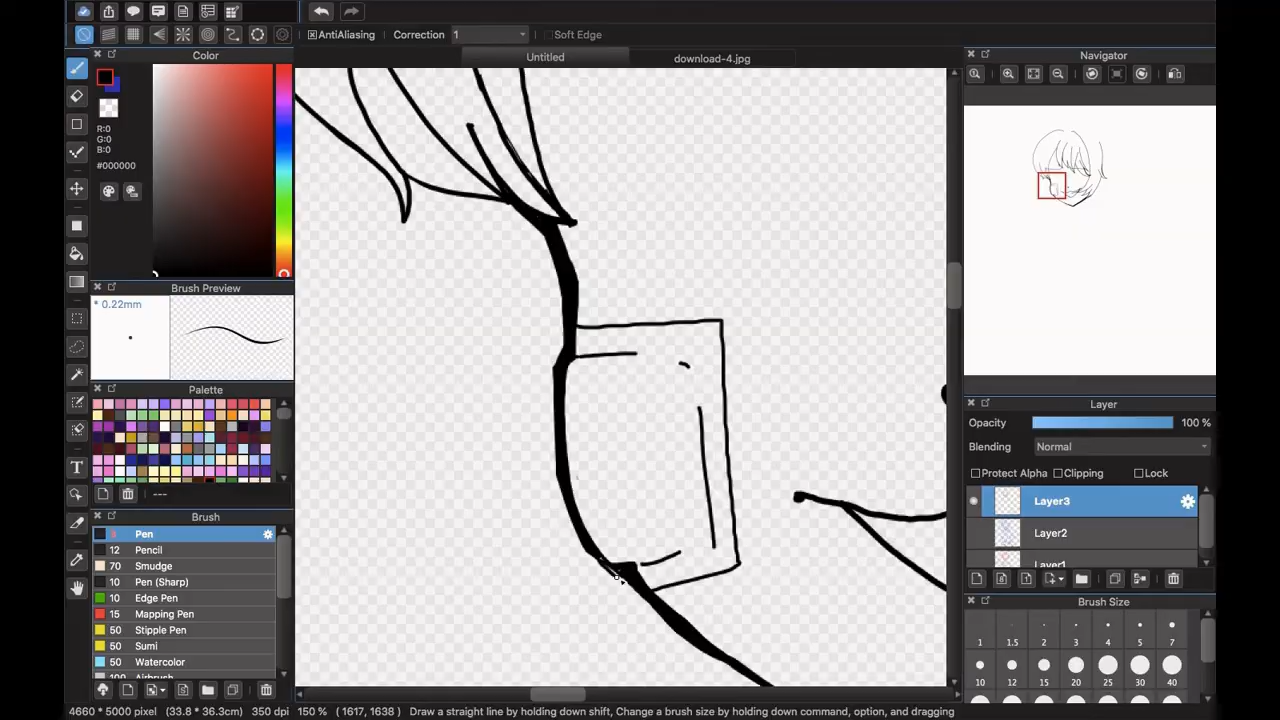 AntiAliasing Correction 1 Soft Edge
Untitled download-4.jpg
Color
R:0
G:0
B:0
#000000
Brush Preview
* 0.22mm
Palette
---
Brush
Pen
12 Pencil
70 Smudge
10 Pen (Sharp)
10 Edge Pen
15 Mapping Pen
50 Stipple Pen
50 Sumi
50 Watercolor
Navigator
Layer
Opacity 100 %
Blending Normal
Protect Alpha Clipping Lock
Layer3
Layer2
Layer1
Brush Size
1 1.5 2 3 4 5 7
10 12 15 20 25 30 40
4660 * 5000 pixel (33.8 * 36.3cm) 350 dpi 150 % ( 1617, 1638 ) Draw a straight line by holding down shift, Change a brush size by holding down command, option, and dragging